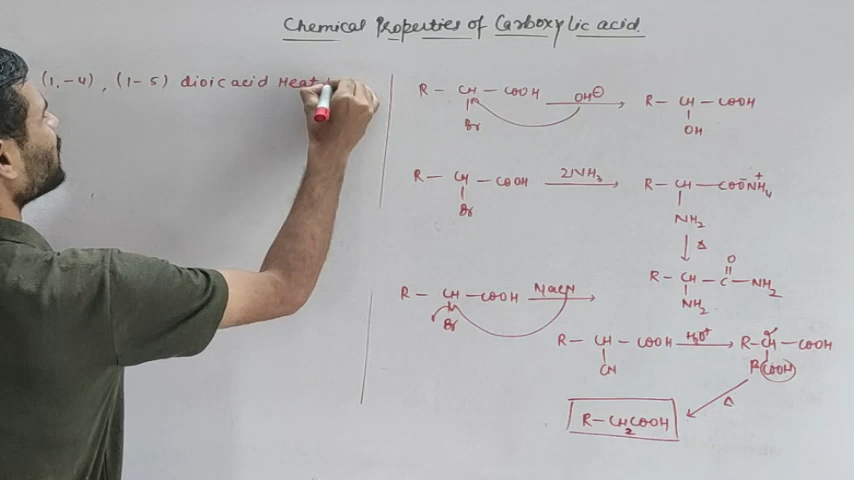 Chemical Properties of Carboxylic acid.
(1,-4), (1-5) dioic acid Heat
R - CH - COOH OH⊖ → R - CH - COOH
Br OH
R - CH - COOH 2NH3 → R - CH - COO⁻NH4⁺
Br NH2
Δ
O
R - CH - C - NH2
NH2
R - CH - COOH NaCN →
Br
R - CH - COOH H3O⁺ → R - CH - COOH
CN COOH
Δ
R - CH2COOH